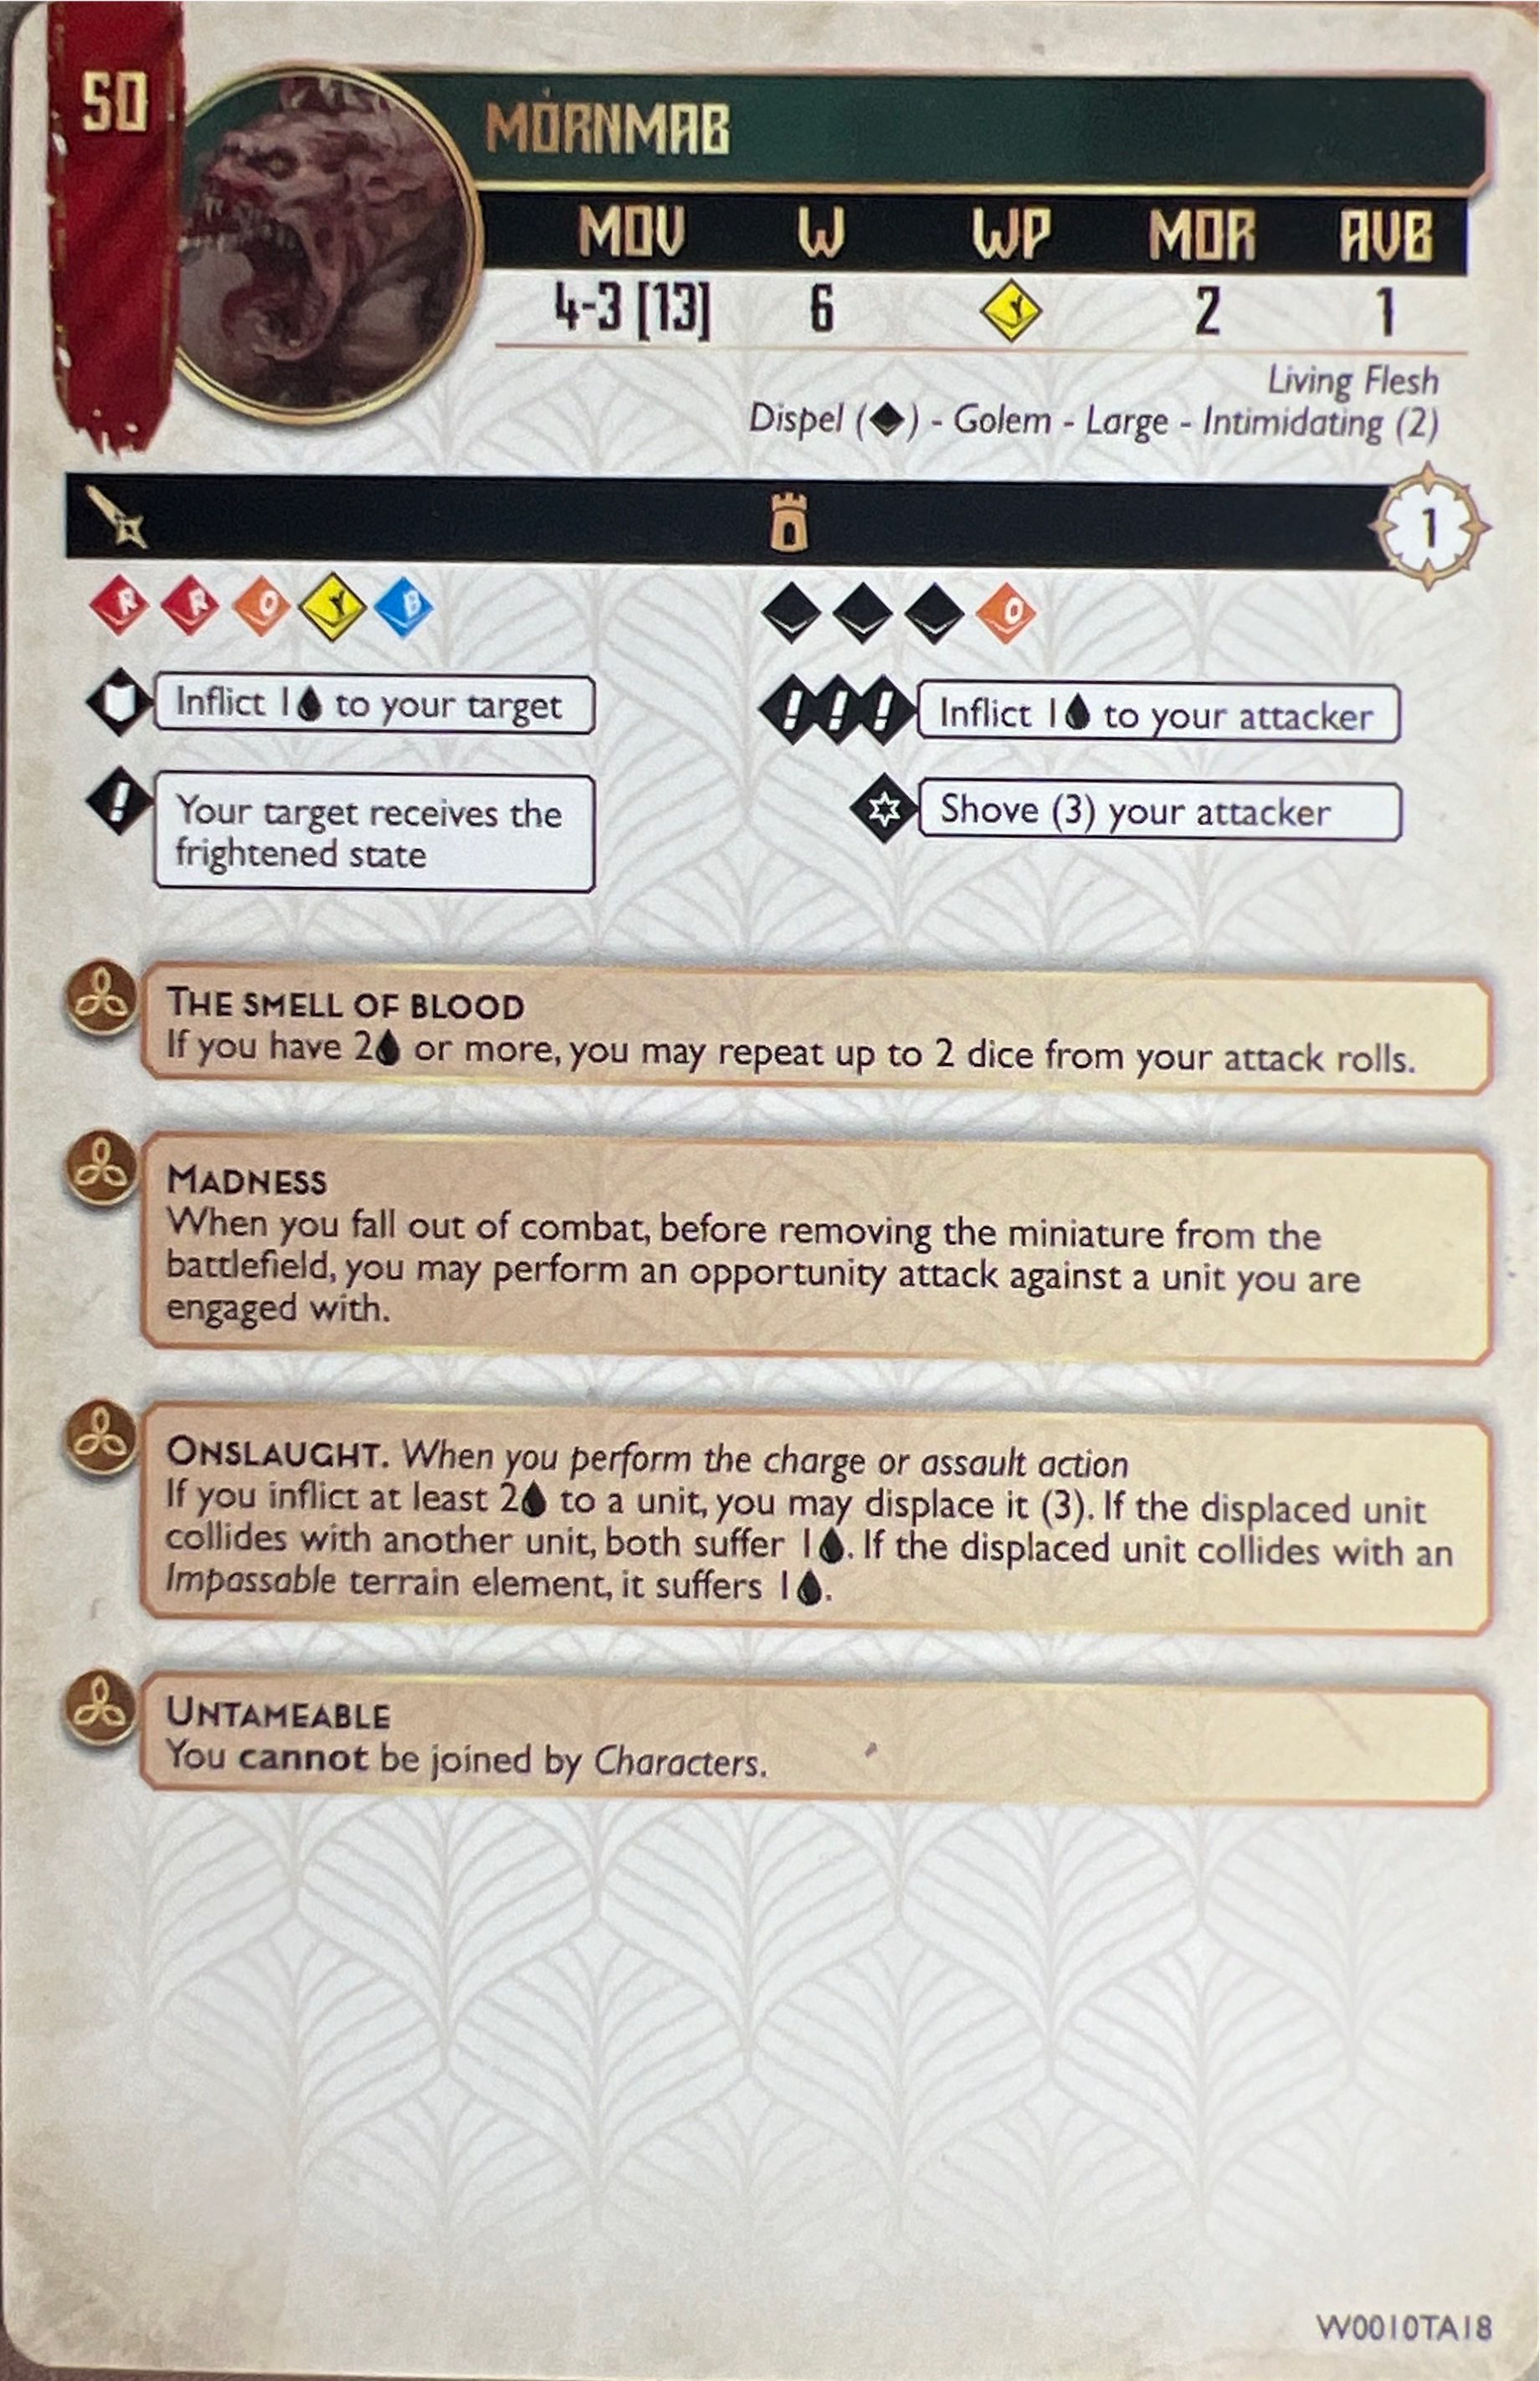 50
MÓRNMAB
MOV W WP MOR AVB
4-3 [13] 6 Y 2 1
Living Flesh
Dispel ( ) - Golem - Large - Intimidating (2)
1
R R O Y B
O
Inflict 1 to your target
! ! ! Inflict 1 to your attacker
! Your target receives the
frightened state
Shove (3) your attacker
THE SMELL OF BLOOD
If you have 2 or more, you may repeat up to 2 dice from your attack rolls.
MADNESS
When you fall out of combat, before removing the miniature from the
battlefield, you may perform an opportunity attack against a unit you are
engaged with.
ONSLAUGHT. When you perform the charge or assault action
If you inflict at least 2 to a unit, you may displace it (3). If the displaced unit
collides with another unit, both suffer 1 . If the displaced unit collides with an
Impassable terrain element, it suffers 1 .
UNTAMEABLE
You cannot be joined by Characters.
W0010TA18